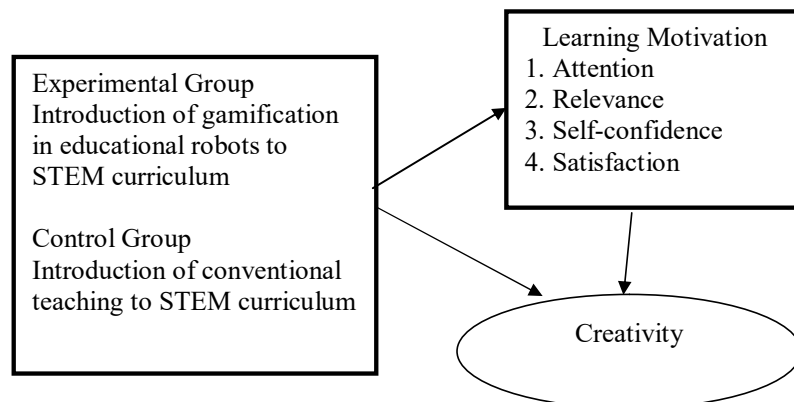 Experimental Group
Introduction of gamification
in educational robots to
STEM curriculum
Control Group
Introduction of conventional
teaching to STEM curriculum
Learning Motivation
1. Attention
2. Relevance
3. Self-confidence
4. Satisfaction
Creativity